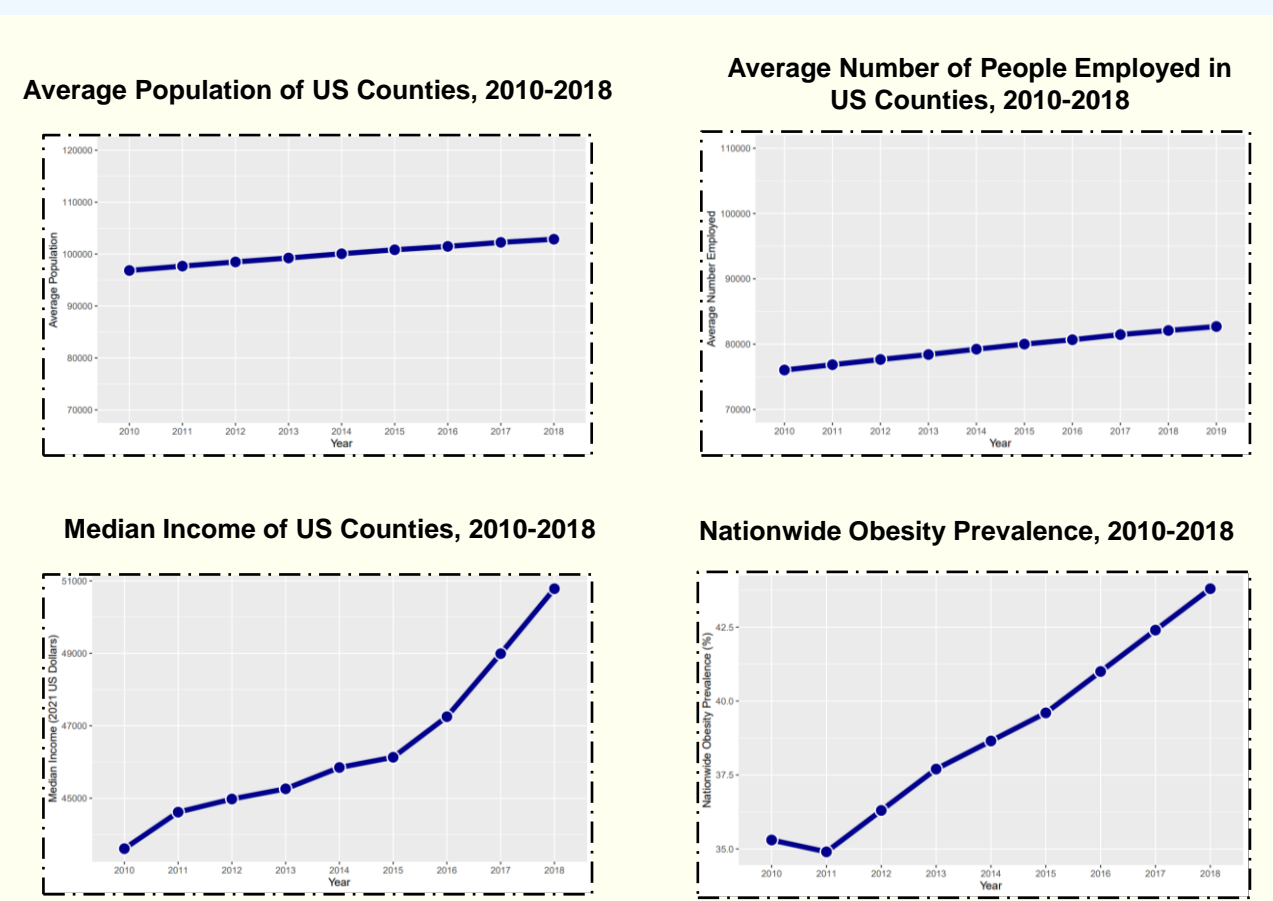 Average Population of US Counties, 2010-2018
120000
110000
100000
90000
80000
70000
Average Population
2010 2011 2012 2013 2014 2015 2016 2017 2018
Year
Average Number of People Employed in
US Counties, 2010-2018
110000
100000
90000
80000
70000
Average Number Employed
2010 2011 2012 2013 2014 2015 2016 2017 2018 2019
Year
Median Income of US Counties, 2010-2018
51000
49000
47000
45000
Median Income (2021 US Dollars)
2010 2011 2012 2013 2014 2015 2016 2017 2018
Year
Nationwide Obesity Prevalence, 2010-2018
42.5
40.0
37.5
35.0
Nationwide Obesity Prevalence (%)
2010 2011 2012 2013 2014 2015 2016 2017 2018
Year